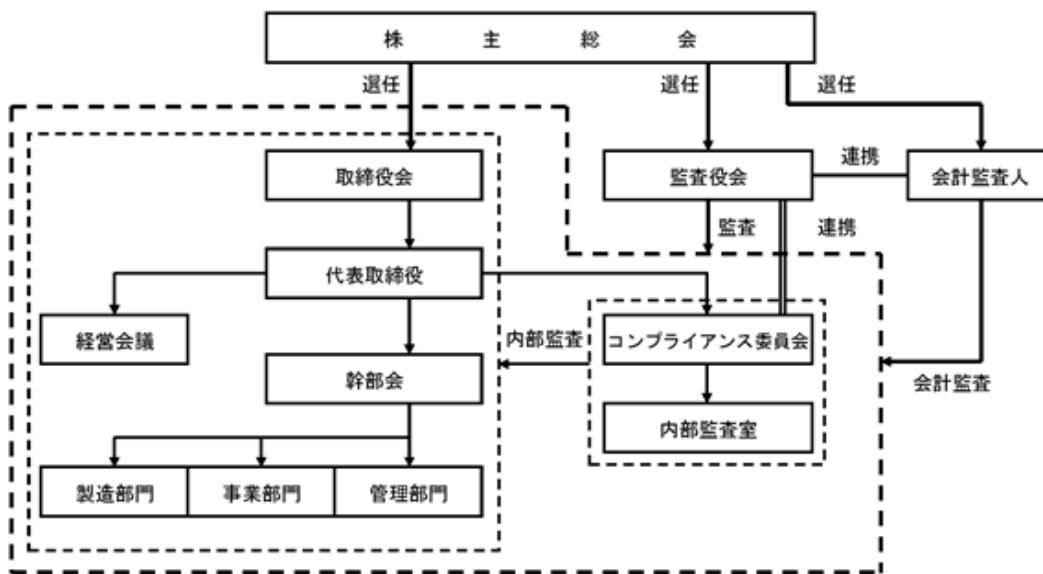 株主総会
選任
選任
選任
取締役会
監査役会
連携
会計監査人
監査
連携
代表取締役
経営会議
内部監査
コンプライアンス委員会
幹部会
会計監査
内部監査室
製造部門
事業部門
管理部門